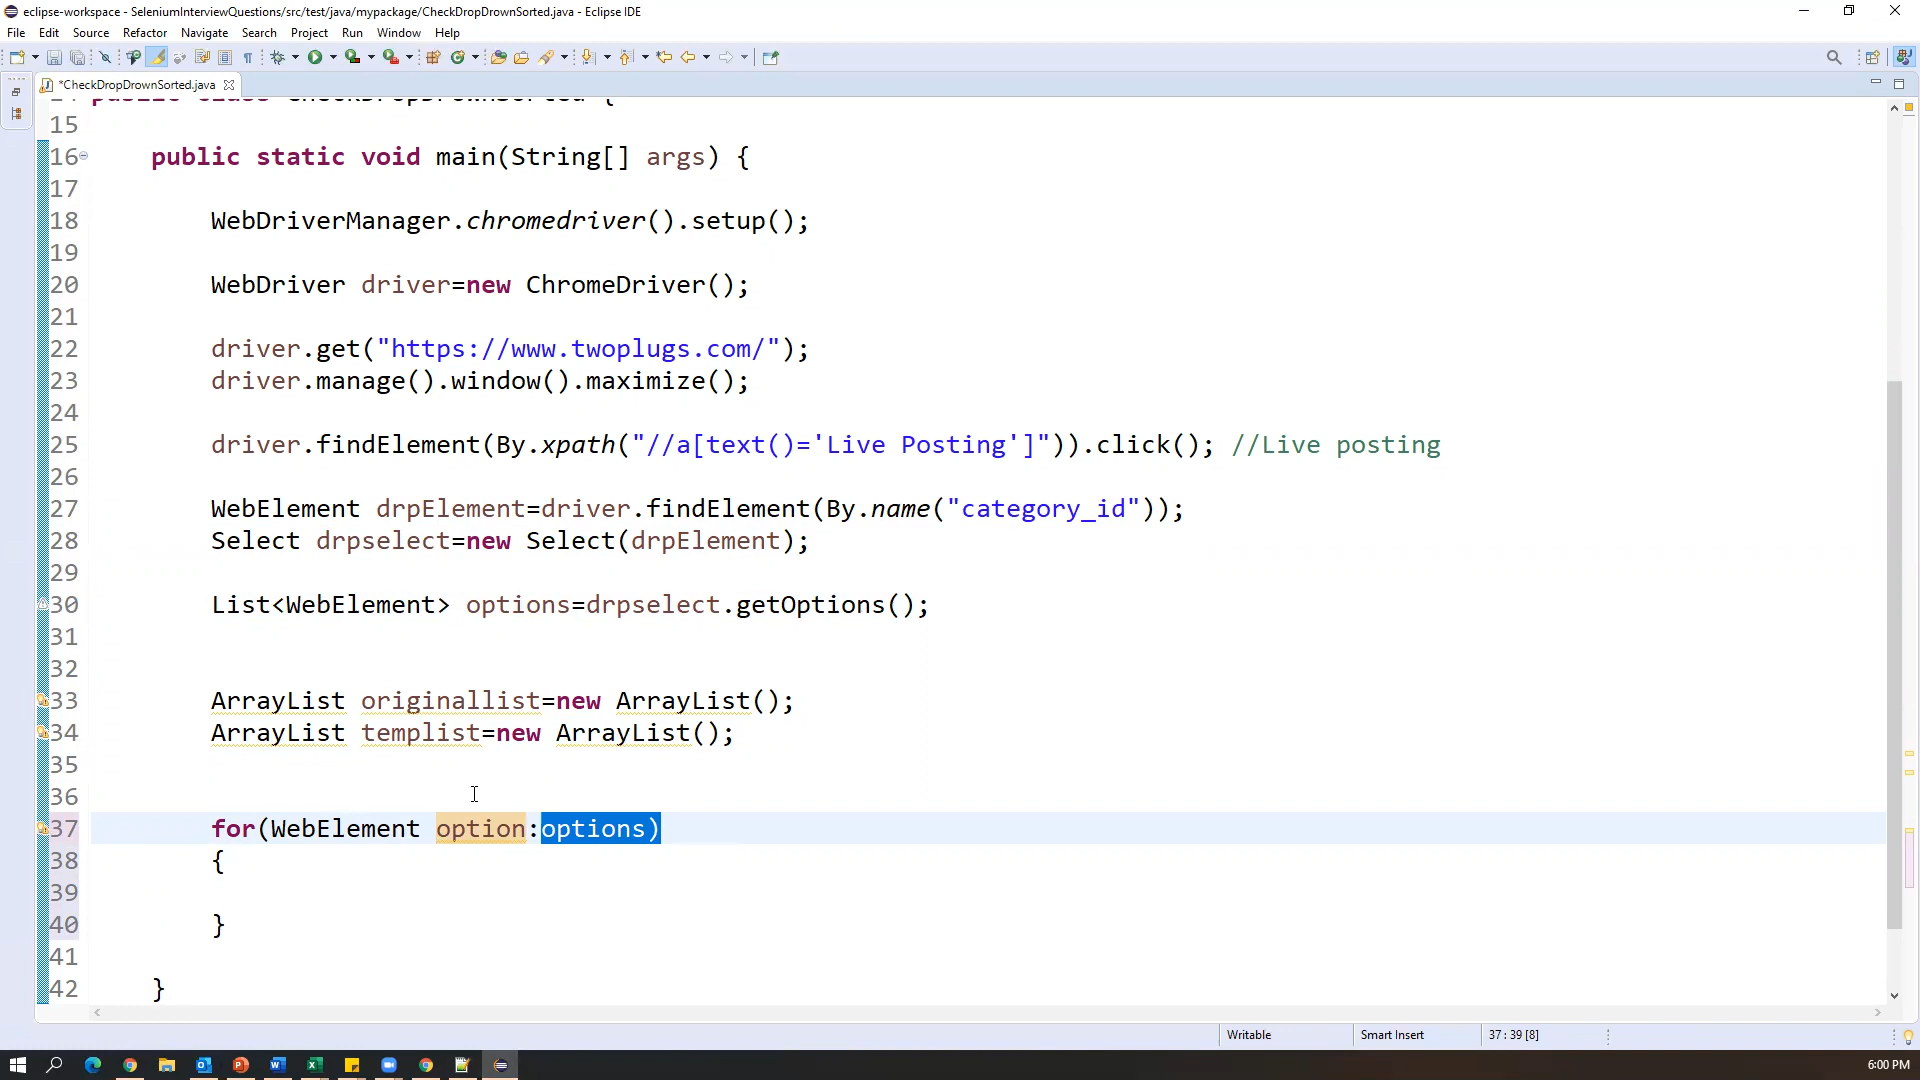 eclipse-workspace - SeleniumInterviewQuestions/src/test/java/mypackage/CheckDropDrownSorted.java - Eclipse IDE
File Edit Source Refactor Navigate Search Project Run Window Help
*CheckDropDrownSorted.java
public class CheckDropDrownSorted {
15
16 public static void main(String[] args) {
17
18 WebDriverManager.chromedriver().setup();
19
20 WebDriver driver=new ChromeDriver();
21
22 driver.get("https://www.twoplugs.com/");
23 driver.manage().window().maximize();
24
25 driver.findElement(By.xpath("//a[text()='Live Posting']")).click(); //Live posting
26
27 WebElement drpElement=driver.findElement(By.name("category_id"));
28 Select drpselect=new Select(drpElement);
29
30 List<WebElement> options=drpselect.getOptions();
31
32
33 ArrayList originallist=new ArrayList();
34 ArrayList templist=new ArrayList();
35
36
37 for(WebElement option:options)
38 {
39
40 }
41
42 }
Writable Smart Insert 37 : 39 [8]
6:00 PM